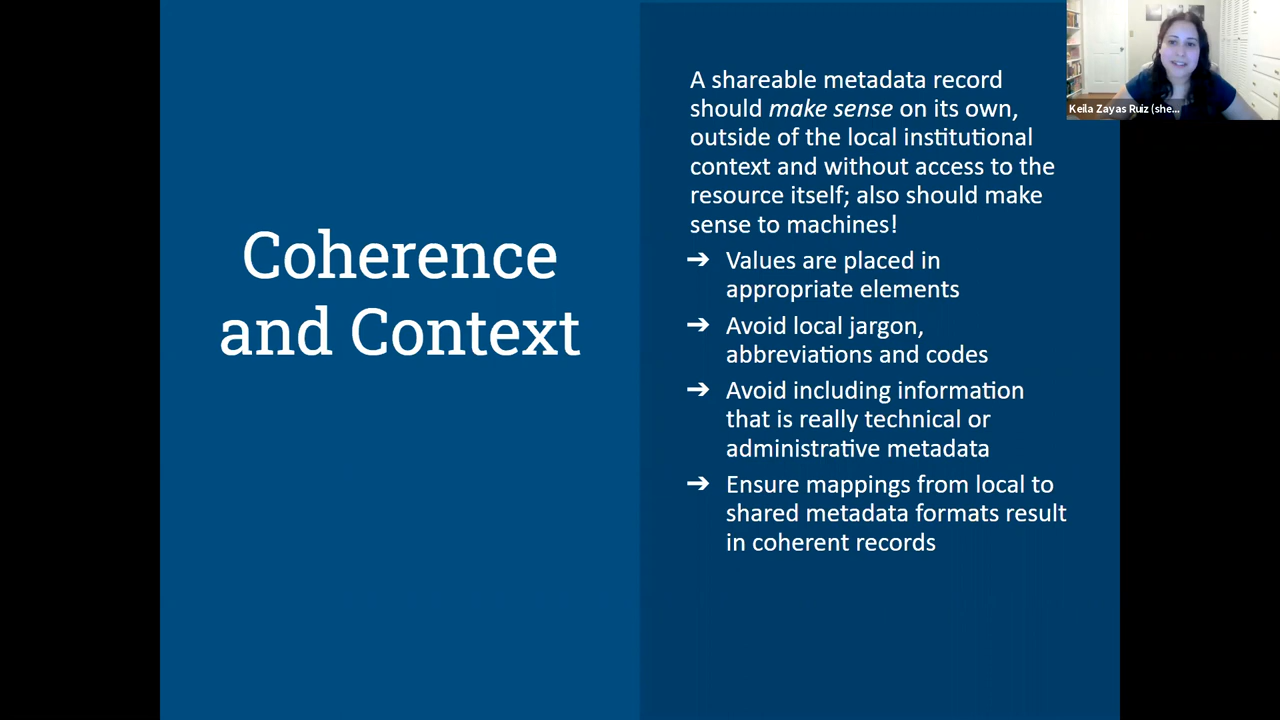 Coherence
and Context
A shareable metadata record
should make sense on its own,
outside of the local institutional
context and without access to the
resource itself; also should make
sense to machines!
➔ Values are placed in
appropriate elements
➔ Avoid local jargon,
abbreviations and codes
➔ Avoid including information
that is really technical or
administrative metadata
➔ Ensure mappings from local to
shared metadata formats result
in coherent records
Keila Zayas Ruiz (she...